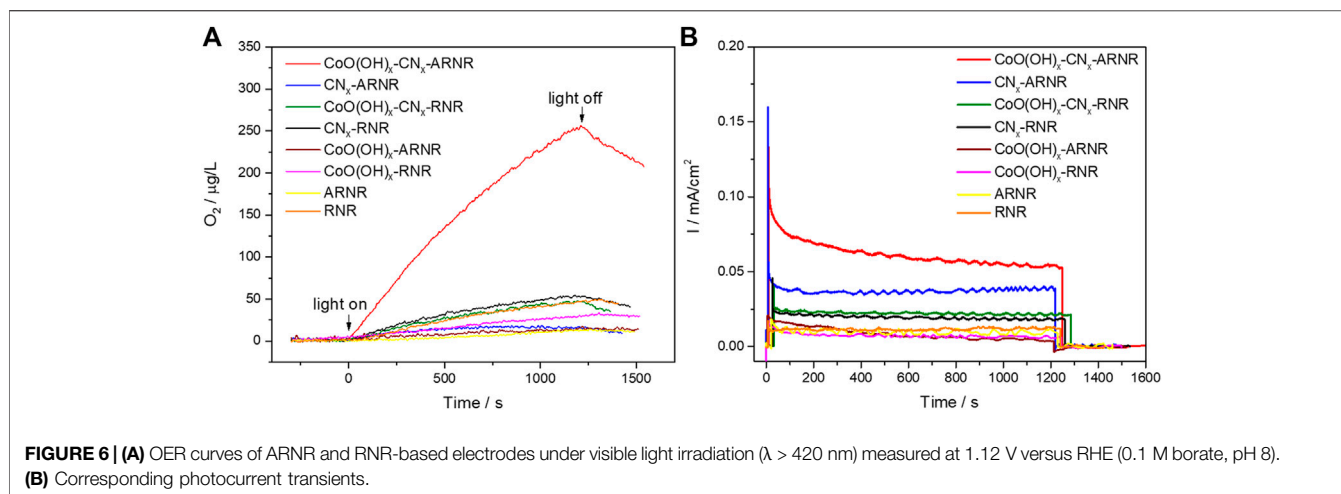 A
350
300
250
200
150
100
50
0
O₂ / µg/L
CoO(OH)ₓ-CNₓ-ARNR
CNₓ-ARNR
CoO(OH)ₓ-CNₓ-RNR
CNₓ-RNR
CoO(OH)ₓ-ARNR
CoO(OH)ₓ-RNR
ARNR
RNR
light on
light off
0
500
1000
1500
Time / s
B
0.20
0.15
0.10
0.05
0.00
I / mA/cm²
CoO(OH)ₓ-CNₓ-ARNR
CNₓ-ARNR
CoO(OH)ₓ-CNₓ-RNR
CNₓ-RNR
CoO(OH)ₓ-ARNR
CoO(OH)ₓ-RNR
ARNR
RNR
0 200 400 600 800 1000 1200 1400 1600
Time / s
FIGURE 6 | (A) OER curves of ARNR and RNR-based electrodes under visible light irradiation (λ > 420 nm) measured at 1.12 V versus RHE (0.1 M borate, pH 8).
(B) Corresponding photocurrent transients.